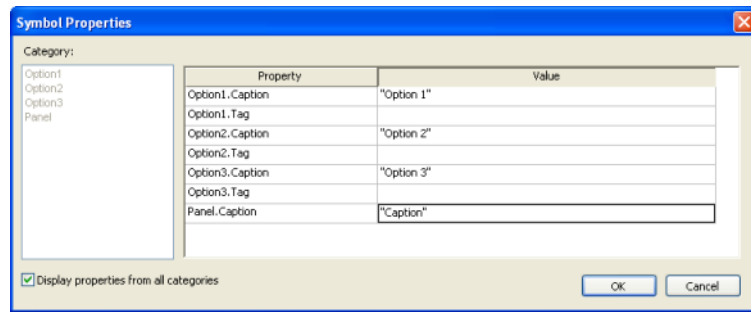 Symbol Properties
Category:
Option1
Option2
Option3
Panel
Property Value
Option1.Caption "Option 1"
Option1.Tag
Option2.Caption "Option 2"
Option2.Tag
Option3.Caption "Option 3"
Option3.Tag
Panel.Caption "Caption"
Display properties from all categories
OK Cancel